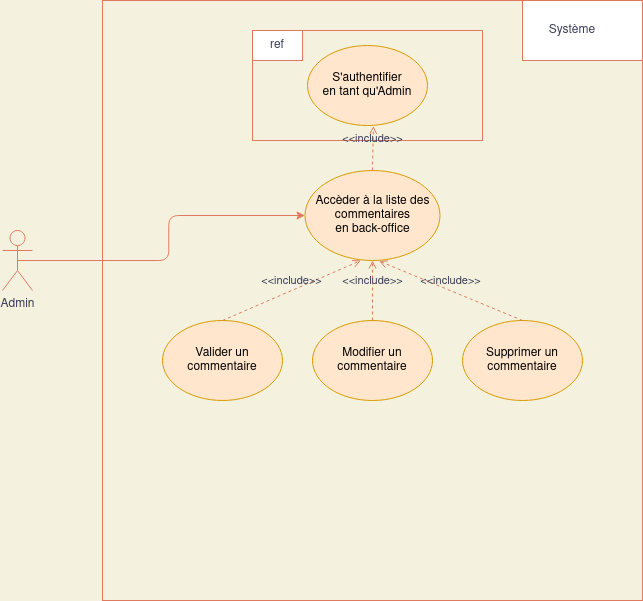 Système
ref
S'authentifier
en tant qu'Admin
<<include>>
Accèder à la liste des
commentaires
en back-office
Admin
<<include>>
<<include>>
<<include>>
Valider un
commentaire
Modifier un
commentaire
Supprimer un
commentaire